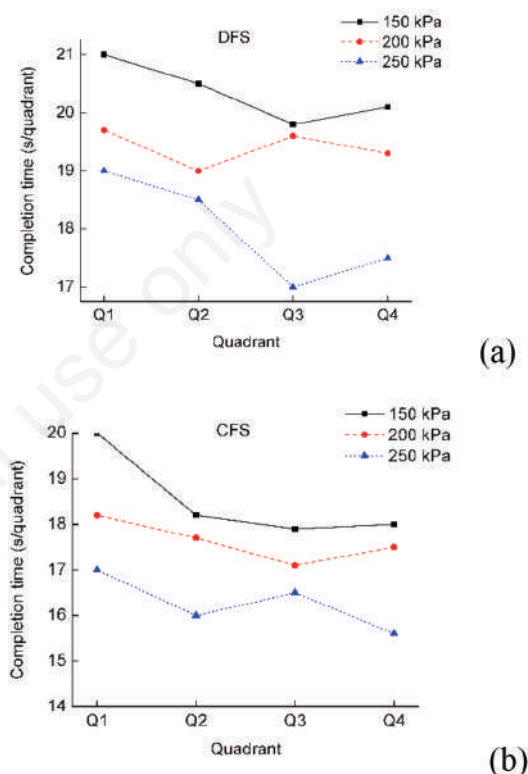 DFS
150 kPa
200 kPa
250 kPa
21
20
19
18
17
Completion time (s/quadrant)
Q1 Q2 Q3 Q4
Quadrant
(a)
use only
CFS
150 kPa
200 kPa
250 kPa
20
19
18
17
16
15
14
Completion time (s/quadrant)
Q1 Q2 Q3 Q4
Quadrant
(b)